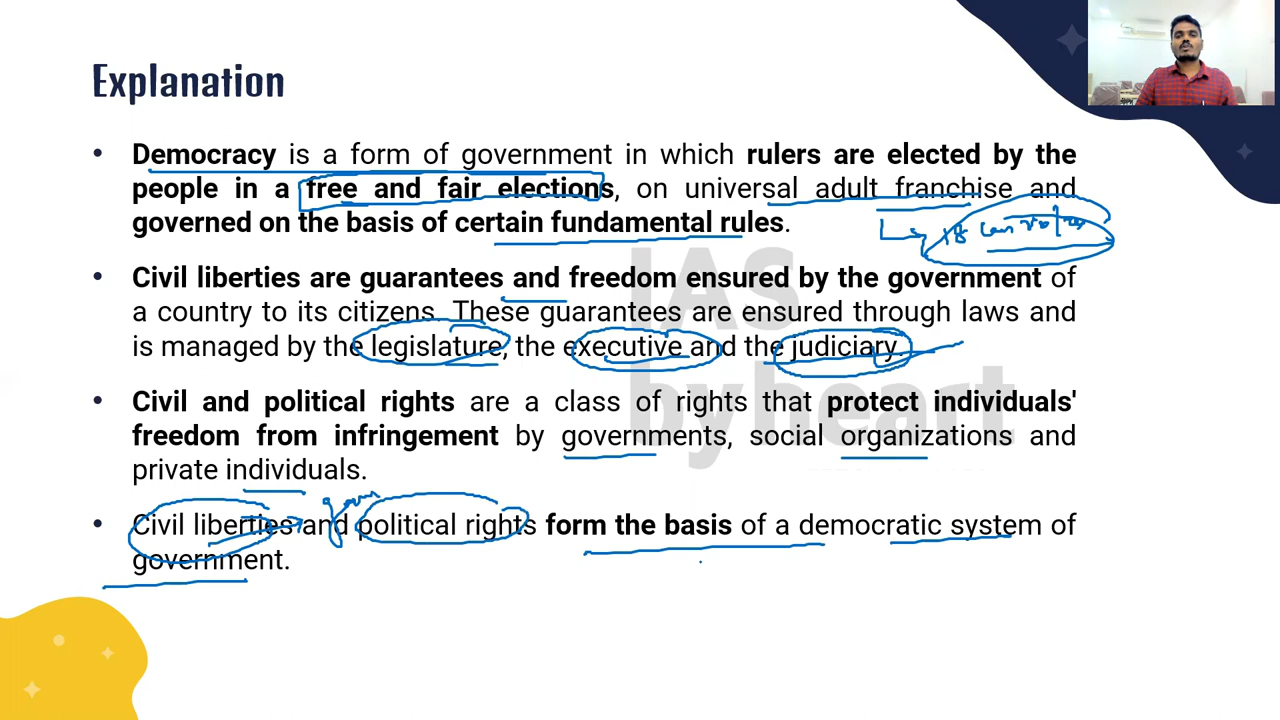 Explanation
• Democracy is a form of government in which rulers are elected by the
people in a free and fair elections, on universal adult franchise and
governed on the basis of certain fundamental rules.
18 can vote
• Civil liberties are guarantees and freedom ensured by the government of
a country to its citizens. These guarantees are ensured through laws and
is managed by the legislature, the executive and the judiciary.
• Civil and political rights are a class of rights that protect individuals'
freedom from infringement by governments, social organizations and
private individuals.
• Civil liberties and political rights form the basis of a democratic system of
government.
IAS
by heart